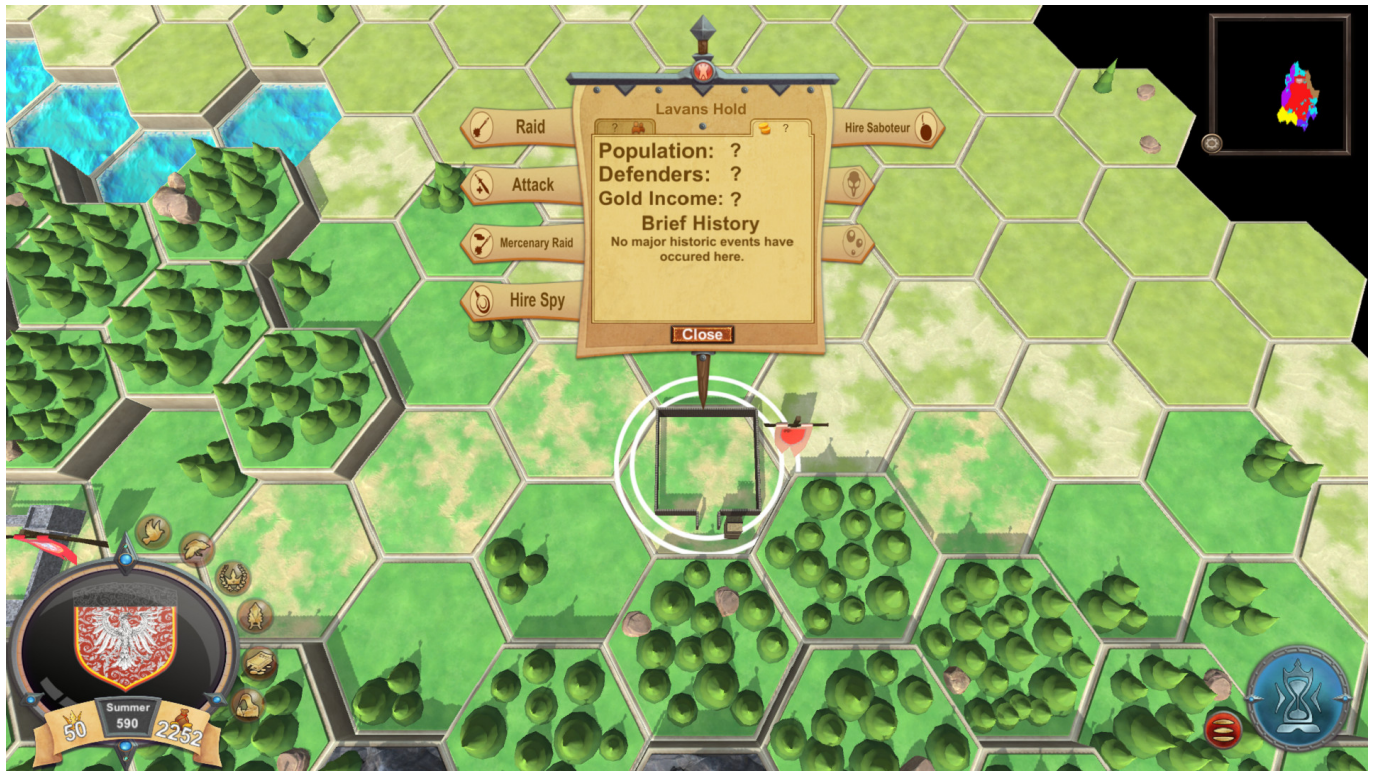 Lavans Hold
Raid
Attack
Mercenary Raid
Hire Spy
Hire Saboteur
?
?
Population: ?
Defenders: ?
Gold Income: ?
Brief History
No major historic events have
occured here.
Close
Summer
590
50
2252